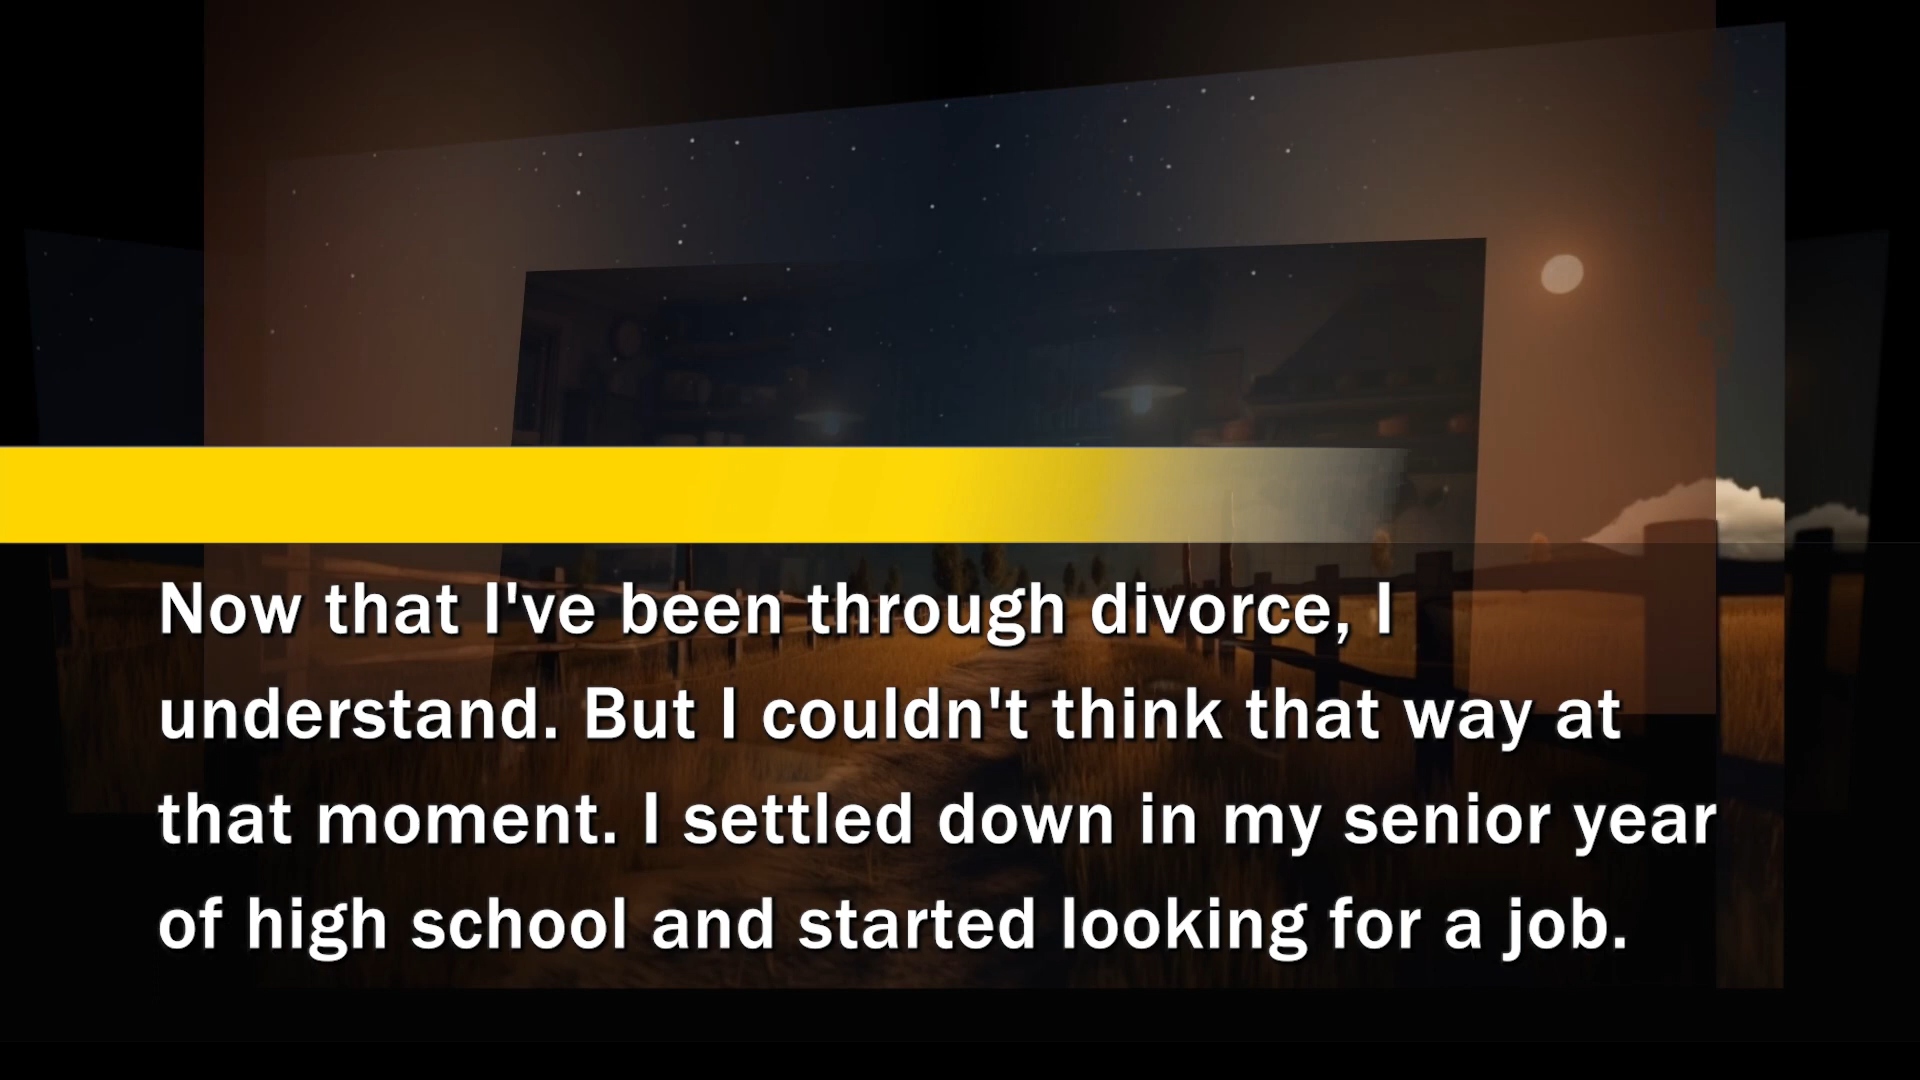 Now that I've been through divorce, I
understand. But I couldn't think that way at
that moment. I settled down in my senior year
of high school and started looking for a job.